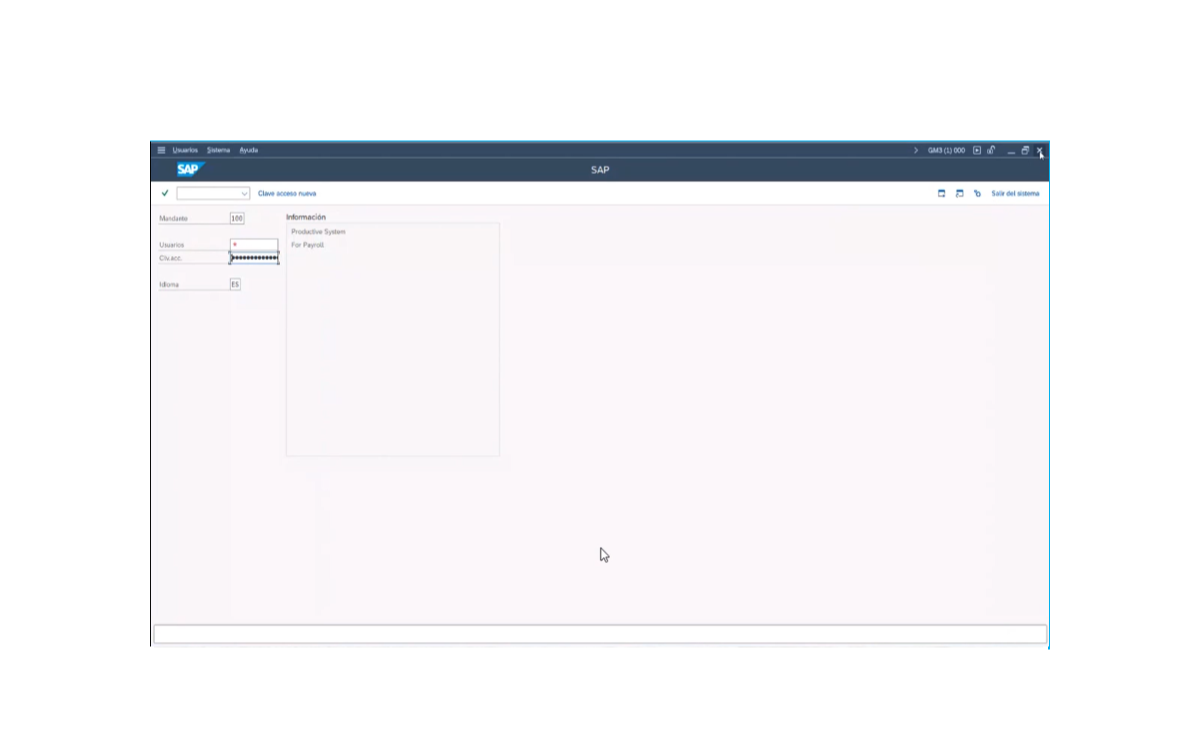 Usuarios Sistema Ayuda
GM3 (1) 000
SAP
SAP
Clave acceso nueva
Salir del sistema
Mandante 100
Información
Productive System
For Payroll
Usuarios *
Clv.acc. ************
Idioma ES